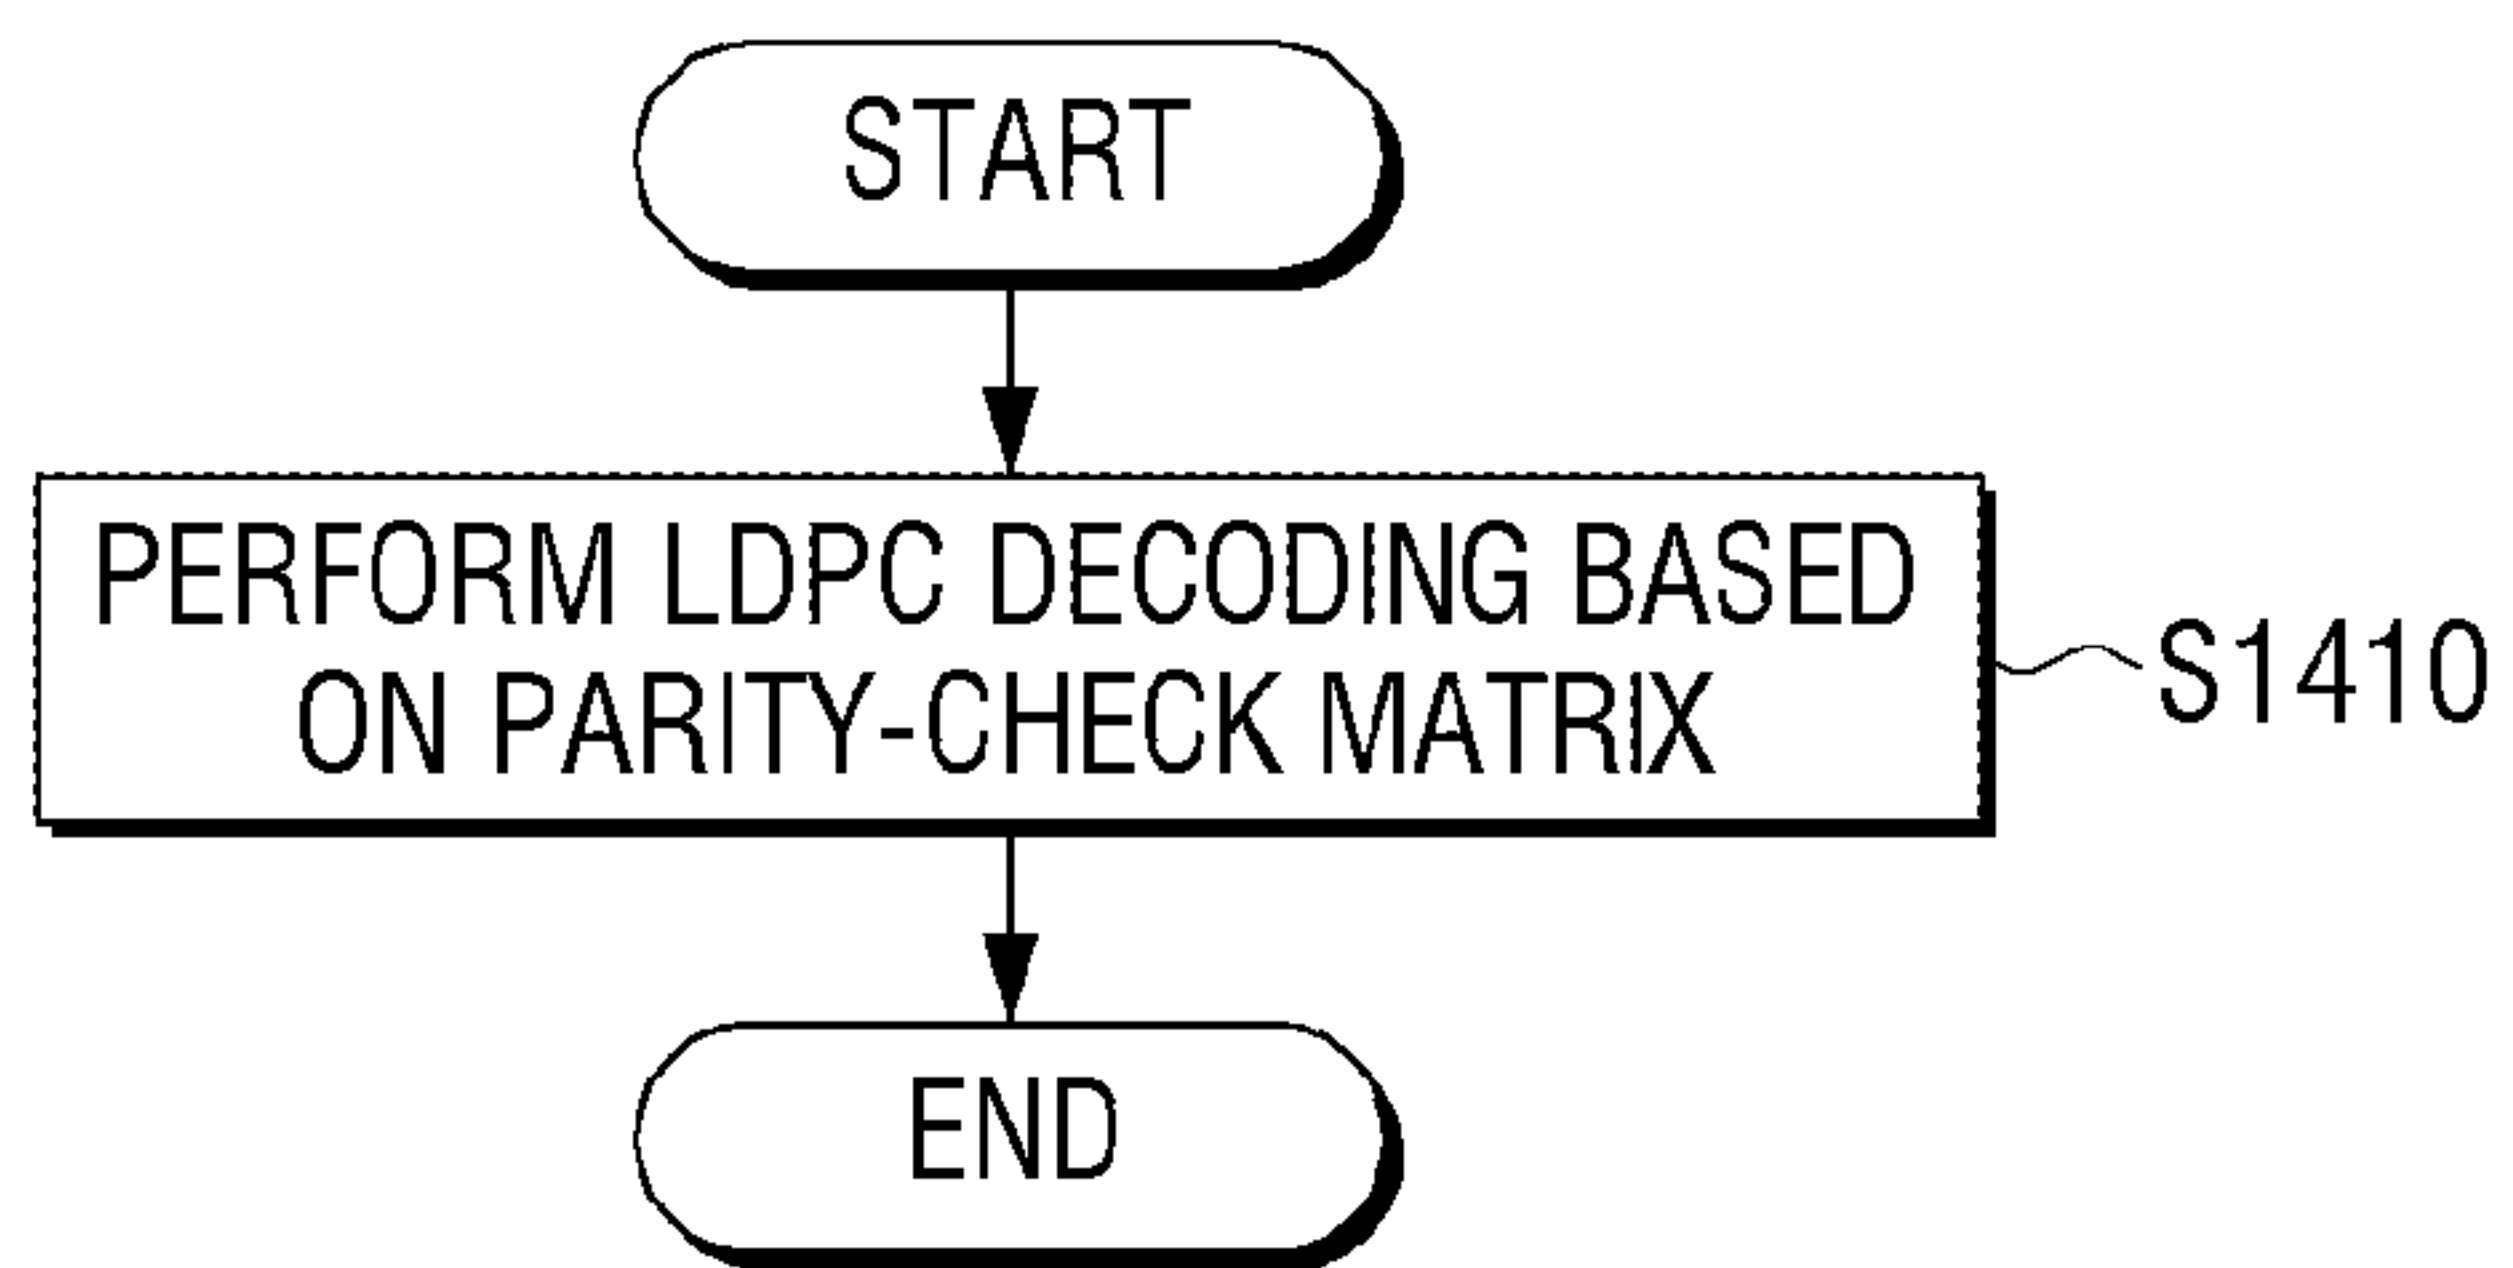 START
PERFORM LDPC DECODING BASED
ON PARITY-CHECK MATRIX
S1410
END